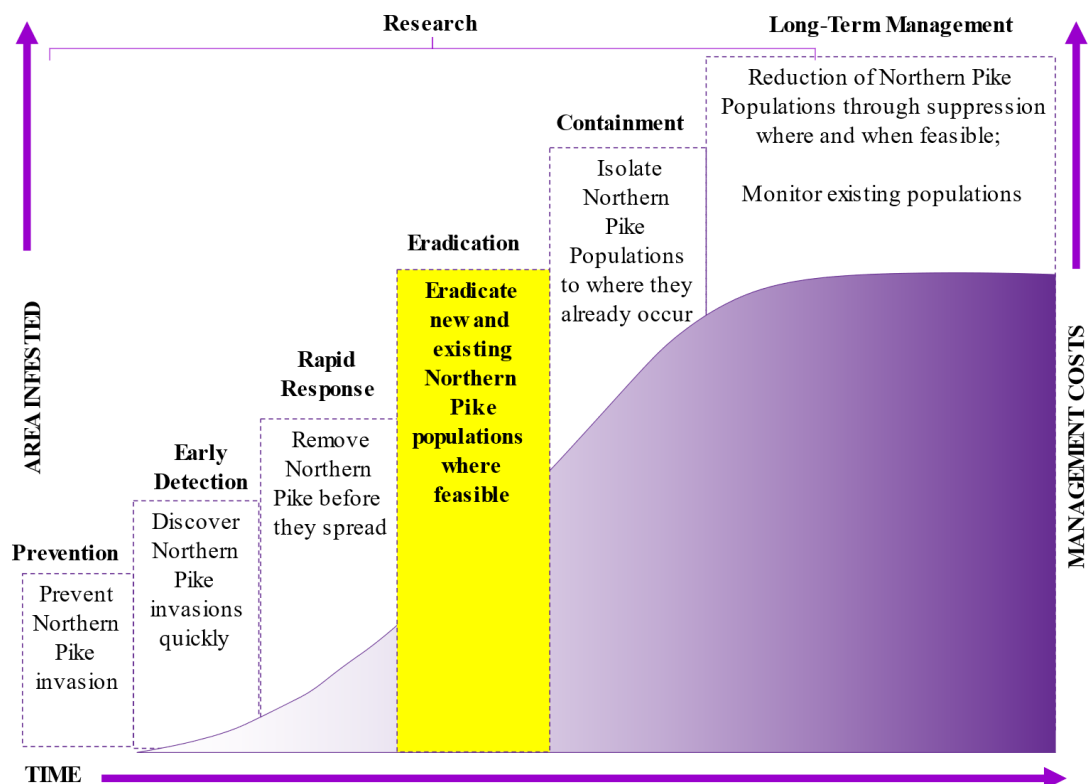 Research
Long-Term Management
Reduction of Northern Pike
Populations through suppression
where and when feasible;
Monitor existing populations
Containment
Isolate
Northern
Pike
Populations
to where they
already occur
Eradication
Eradicate
new and
existing
Northern
Pike
populations
where
feasible
Rapid
Response
Remove
Northern
Pike before
they spread
Early
Detection
Discover
Northern
Pike
invasions
quickly
Prevention
Prevent
Northern
Pike
invasion
AREA INFESTED
MANAGEMENT COSTS
TIME